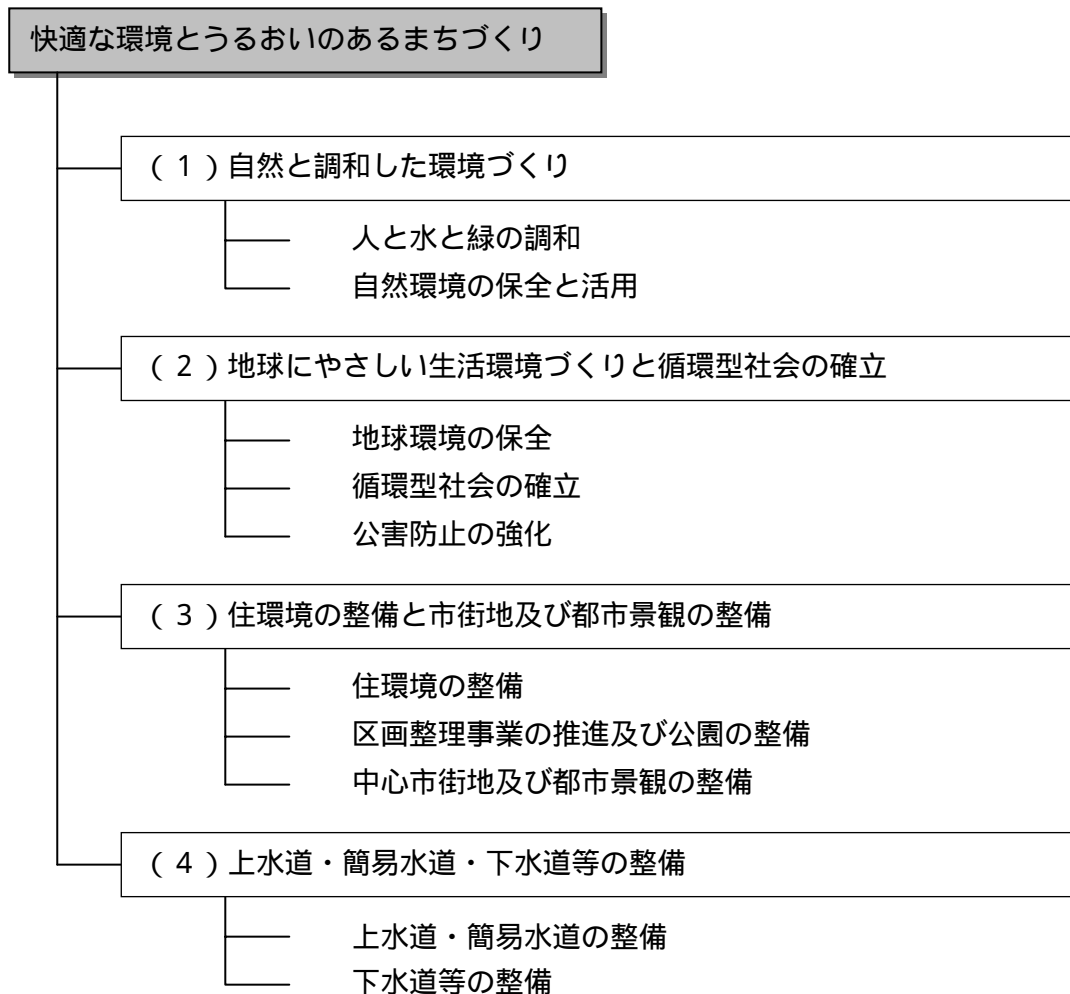 快適な環境とうるおいのあるまちづくり
(1)自然と調和した環境づくり
人と水と緑の調和
自然環境の保全と活用
(2)地球にやさしい生活環境づくりと循環型社会の確立
地球環境の保全
循環型社会の確立
公害防止の強化
(3)住環境の整備と市街地及び都市景観の整備
住環境の整備
区画整理事業の推進及び公園の整備
中心市街地及び都市景観の整備
(4)上水道・簡易水道・下水道等の整備
上水道・簡易水道の整備
下水道等の整備